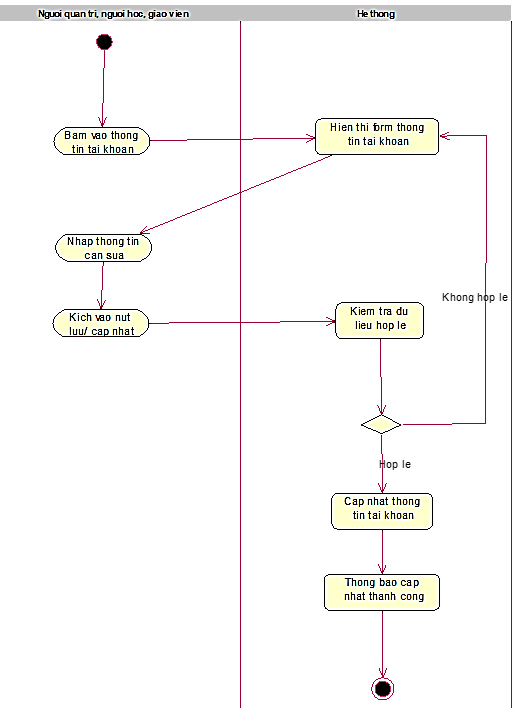 Nguoi quan tri, nguoi hoc, giao vien
He thong
Bam vao thong
tin tai khoan
Hien thi form thong
tin tai khoan
Nhap thong tin
can sua
Kich vao nut
luu/ cap nhat
Kiem tra du
lieu hop le
Khong hop le
Hop le
Cap nhat thong
tin tai khoan
Thong bao cap
nhat thanh cong